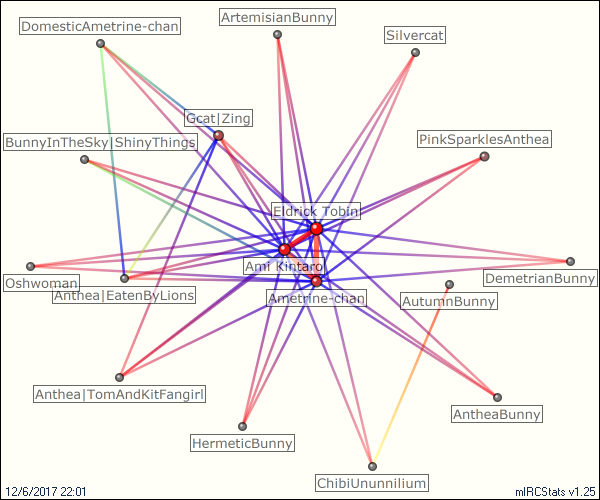 ArtemisianBunny
DomesticAmetrine-chan
Silvercat
Gcat|Zing
PinkSparklesAnthea
BunnyInTheSky|ShinyThings
Eldrick Tobin
Ami Kintaro
DemetrianBunny
Oshwoman
Anthea|EatenByLions
Ametrine-chan
AutumnBunny
Anthea|TomAndKitFangirl
AntheaBunny
HermeticBunny
ChibiUnunnilium
12/6/2017 22:01
mIRCStats v1.25